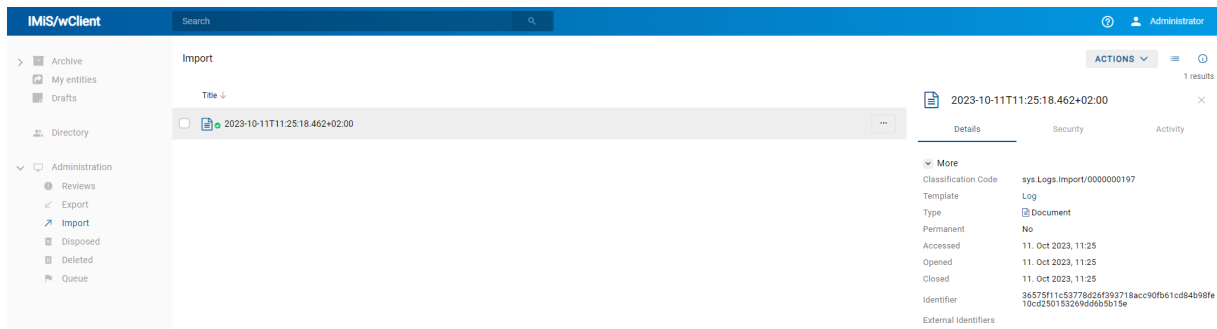 IMiS/wClient
Search
Administrator
Archive
My entities
Drafts
Directory
Administration
Reviews
Export
Import
Disposed
Deleted
Queue
Import
ACTIONS
1 results
Title
2023-10-11T11:25:18.462+02:00
...
2023-10-11T11:25:18.462+02:00
Details Security Activity
More
Classification Code sys.Logs.Import/0000000197
Template Log
Type Document
Permanent No
Accessed 11. Oct 2023, 11:25
Opened 11. Oct 2023, 11:25
Closed 11. Oct 2023, 11:25
Identifier 36575f11c53778d26f393718acc90fb61cd84b98fe
10cd250153269dd6b5b15e
External Identifiers